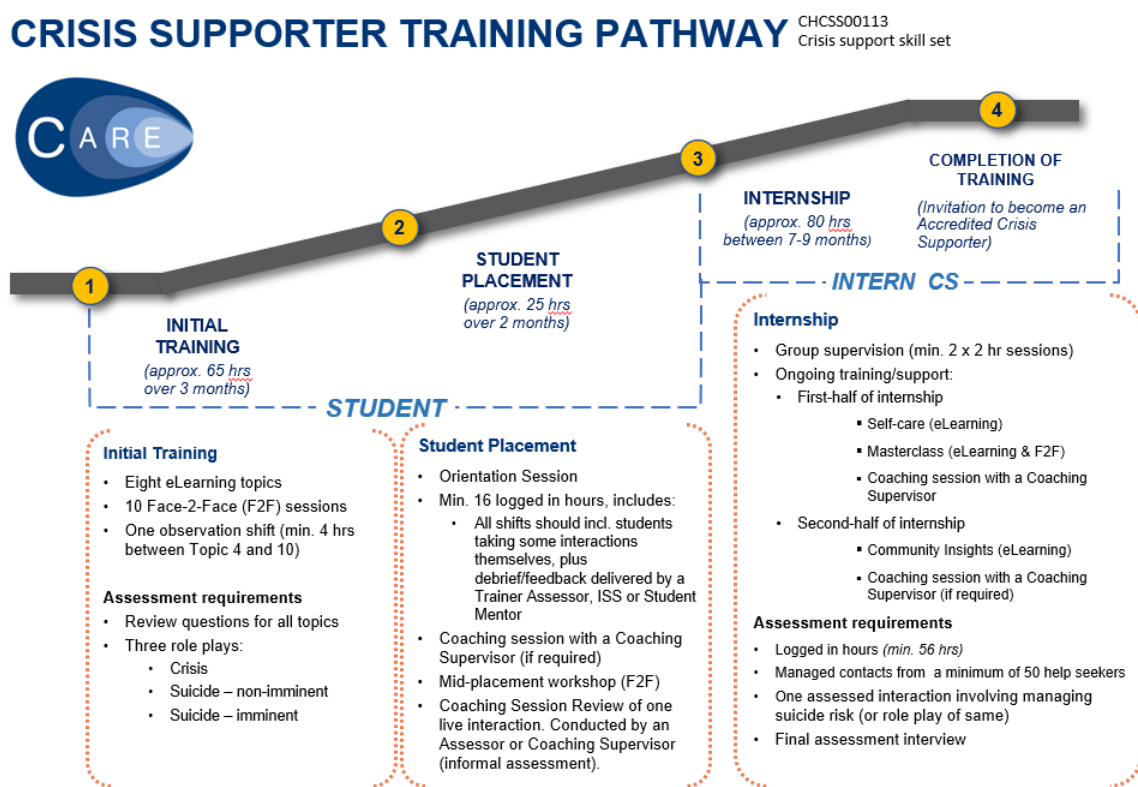 CRISIS SUPPORTER TRAINING PATHWAY
CHCSS00113
Crisis support skill set
CARE
1
2
3
4
INITIAL
TRAINING
(approx. 65 hrs
over 3 months)
STUDENT
PLACEMENT
(approx. 25 hrs
over 2 months)
INTERNSHIP
(approx. 80 hrs
between 7-9 months)
COMPLETION OF
TRAINING
(Invitation to become an
Accredited Crisis
Supporter)
STUDENT
INTERN CS
Initial Training
• Eight eLearning topics
• 10 Face-2-Face (F2F) sessions
• One observation shift (min. 4 hrs
between Topic 4 and 10)
Assessment requirements
• Review questions for all topics
• Three role plays:
• Crisis
• Suicide – non-imminent
• Suicide – imminent
Student Placement
• Orientation Session
• Min. 16 logged in hours, includes:
• All shifts should incl. students
taking some interactions
themselves, plus
debrief/feedback delivered by a
Trainer Assessor, ISS or Student
Mentor
• Coaching session with a Coaching
Supervisor (if required)
• Mid-placement workshop (F2F)
• Coaching Session Review of one
live interaction. Conducted by an
Assessor or Coaching Supervisor
(informal assessment).
Internship
• Group supervision (min. 2 x 2 hr sessions)
• Ongoing training/support:
• First-half of internship
▪ Self-care (eLearning)
▪ Masterclass (eLearning & F2F)
▪ Coaching session with a Coaching
Supervisor
• Second-half of internship
▪ Community Insights (eLearning)
▪ Coaching session with a Coaching
Supervisor (if required)
Assessment requirements
• Logged in hours (min. 56 hrs)
• Managed contacts from a minimum of 50 help seekers
• One assessed interaction involving managing
suicide risk (or role play of same)
• Final assessment interview